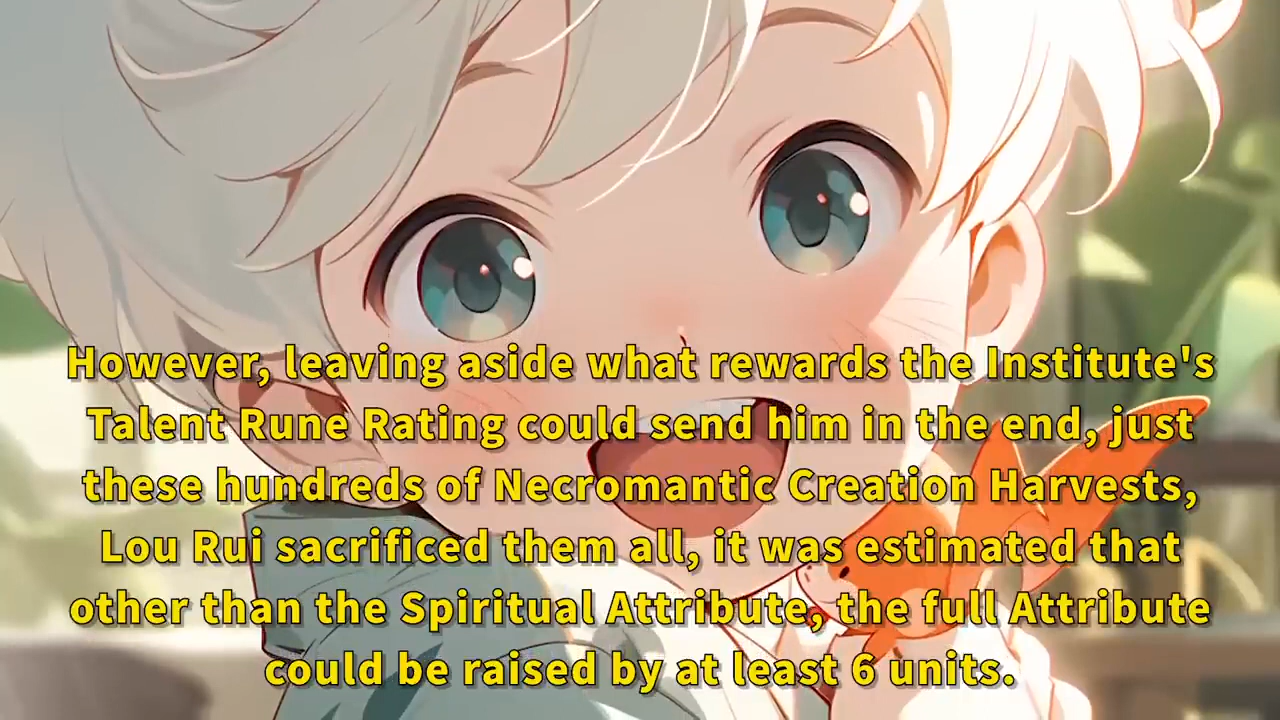 However, leaving aside what rewards the Institute's
Talent Rune Rating could send him in the end, just
these hundreds of Necromantic Creation Harvests,
Lou Rui sacrificed them all, it was estimated that
other than the Spiritual Attribute, the full Attribute
could be raised by at least 6 units.